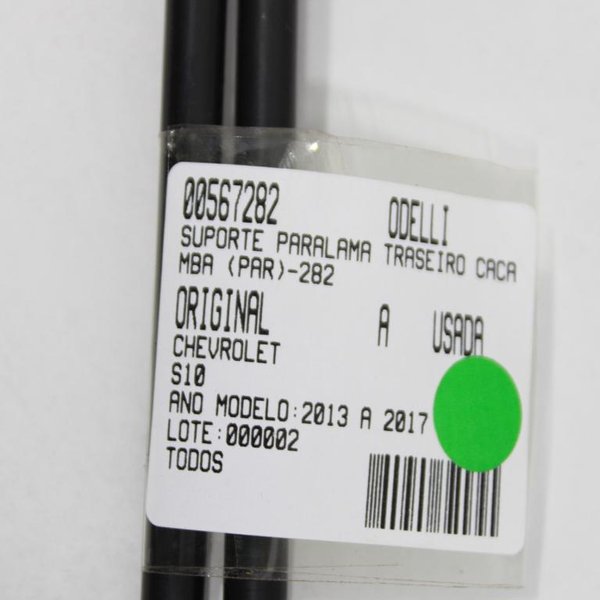 00567282 ODELLI
SUPORTE PARALAMA TRASEIRO CACA
MBA (PAR)-282
ORIGINAL A USADA
CHEVROLET
S10
ANO MODELO:2013 A 2017
LOTE:000002
TODOS